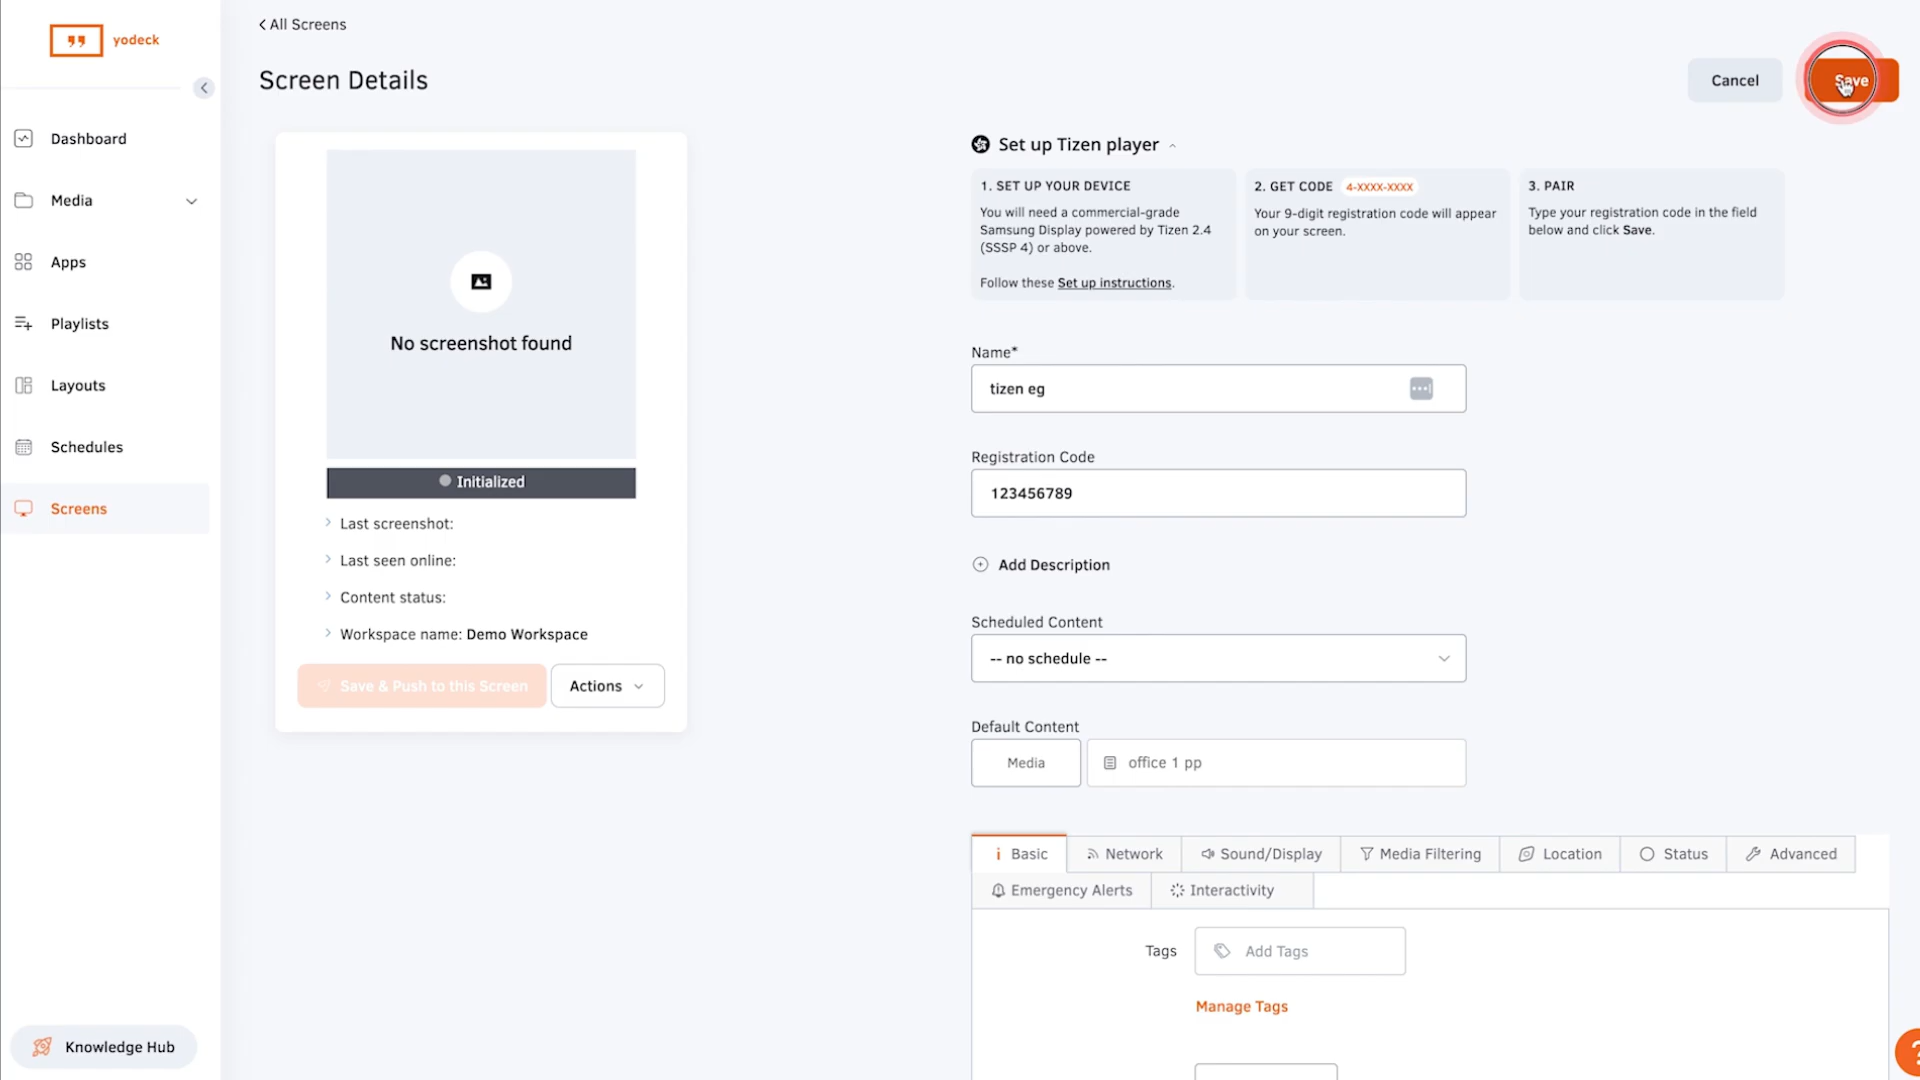 yodeck
Dashboard
Media
Apps
Playlists
Layouts
Schedules
Screens
Knowledge Hub
All Screens
Screen Details
Cancel
Save
No screenshot found
Initialized
Last screenshot:
Last seen online:
Content status:
Workspace name: Demo Workspace
Save & Push to this Screen
Actions
Set up Tizen player
1. SET UP YOUR DEVICE
You will need a commercial-grade
Samsung Display powered by Tizen 2.4
(SSSP 4) or above.
Follow these Set up instructions.
2. GET CODE 4-XXXX-XXXX
Your 9-digit registration code will appear
on your screen.
3. PAIR
Type your registration code in the field
below and click Save.
Name*
tizen eg
Registration Code
123456789
Add Description
Scheduled Content
-- no schedule --
Default Content
Media
office 1 pp
Basic
Network
Sound/Display
Media Filtering
Location
Status
Advanced
Emergency Alerts
Interactivity
Tags
Add Tags
Manage Tags
?